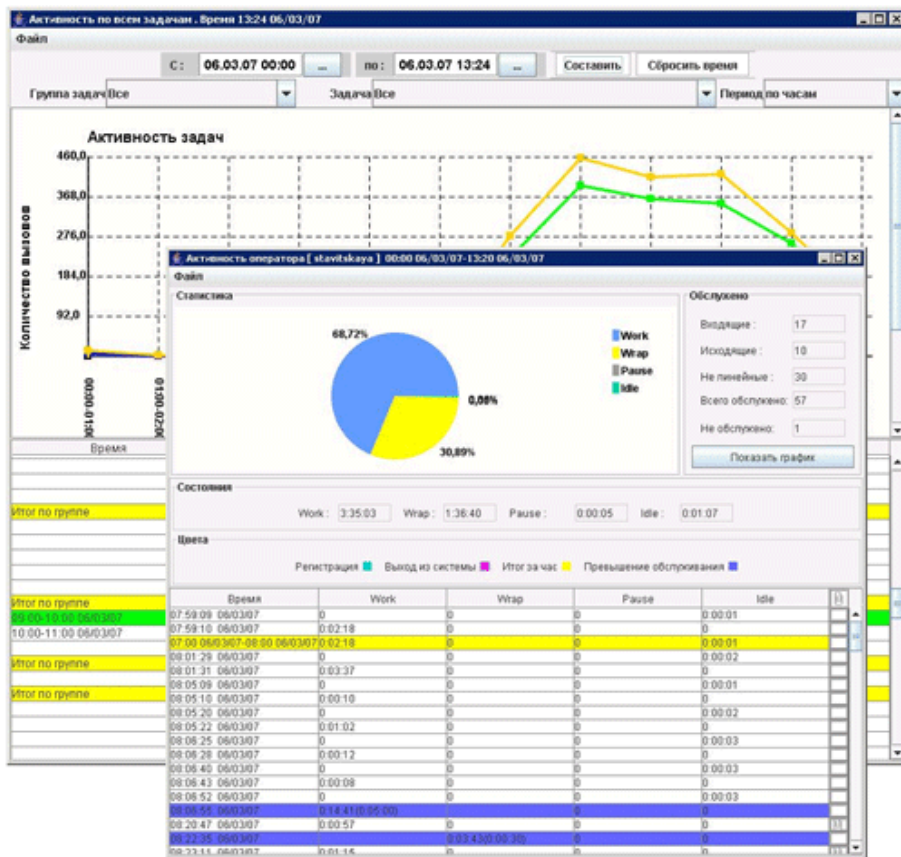 Активность по всем задачам . Время 13:24 06/03/07
Файл
С : 06.03.07 00:00 ... по : 06.03.07 13:24 ... Составить Сбросить время
Группа задач Все Задача Все Период по часам
Активность задач
Количество вызовов
460,0
368,0
276,0
184,0
92,0
00:00-01:00
01:00-02:00
Время
Итог по группе
Итог по группе
09:00-10:00 06/03/07
10:00-11:00 06/03/07
Итог по группе
Итог по группе
Активность оператора [ stavitskaya ] 00:00 06/03/07-13:20 06/03/07
Файл
Статистика
68,72%
30,89%
Work
Wrap
Pause
Idle
Обслужено
Входящие : 17
Исходящие : 10
Не линейные : 30
Всего обслужено: 57
Не обслужено: 1
Показать график
Состояния
Work : 3:35:03 Wrap : 1:36:40 Pause : 0:00:05 Idle : 0:01:07
Цвета
Регистрация Выход из системы Итог за час Превышение обслуживания
Время Work Wrap Pause Idle
07:59:09 06/03/07 0 0 0 0:00:01
07:59:10 06/03/07 0:02:18 0 0 0
07:00 06/03/07-08:00 06/03/07 0:02:18 0 0 0:00:01
08:01:29 06/03/07 0 0 0 0:00:02
08:01:31 06/03/07 0:03:37 0 0 0
08:05:09 06/03/07 0 0 0 0:00:01
08:05:10 06/03/07 0:00:10 0 0 0
08:05:20 06/03/07 0 0 0 0:00:02
08:05:22 06/03/07 0:01:02 0 0 0
08:06:25 06/03/07 0 0 0 0:00:03
08:06:28 06/03/07 0:00:12 0 0 0
08:06:40 06/03/07 0 0 0 0:00:03
08:06:43 06/03/07 0:00:08 0 0 0
08:06:52 06/03/07 0 0 0 0:00:03
08:06:55 06/03/07 0:14:41(0:05:00) 0 0 0
08:20:47 06/03/07 0:00:57 0 0 0
08:22:35 06/03/07 0 0:03:43(0:00:30) 0 0
08:23:11 06/03/07 0:01:15 0 0 0